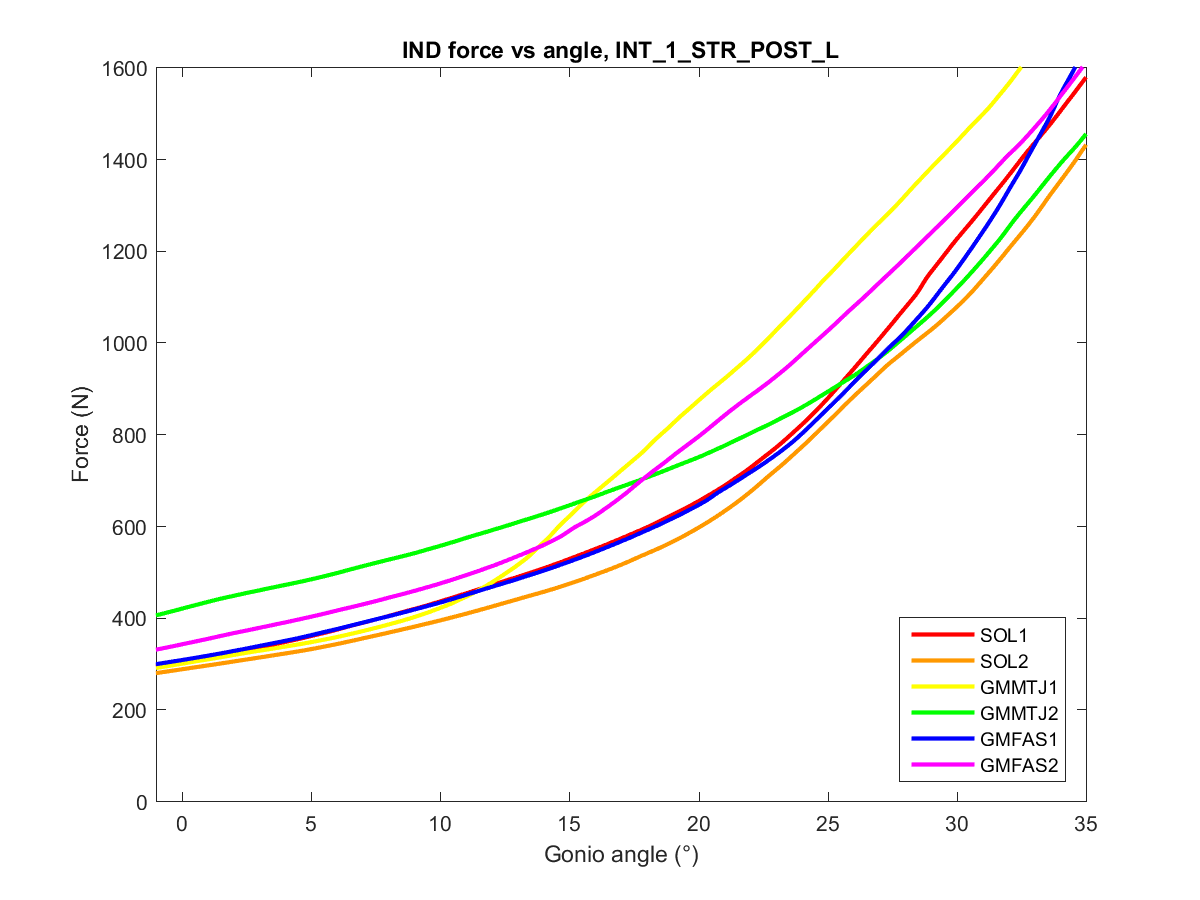 IND force vs angle, INT_1_STR_POST_L
1600
1400
1200
1000
800
600
400
200
0
Force (N)
0 5 10 15 20 25 30 35
Gonio angle (°)
SOL1
SOL2
GMMTJ1
GMMTJ2
GMFAS1
GMFAS2